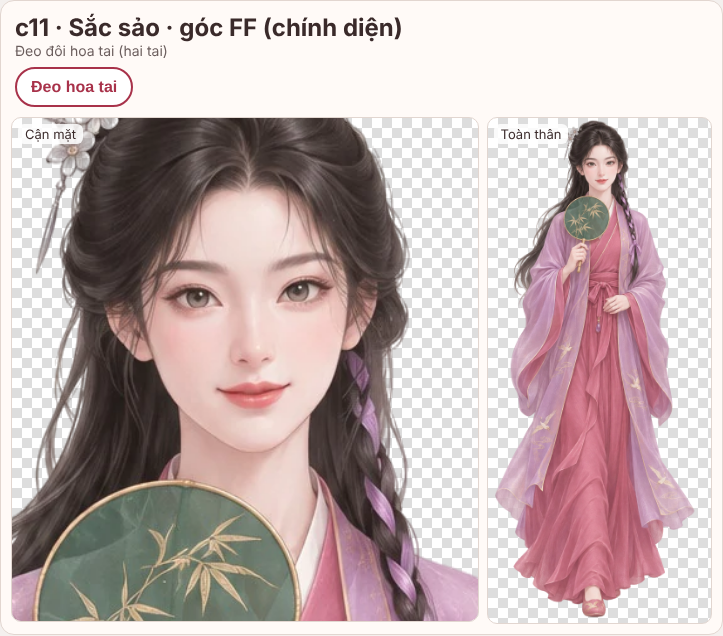 c11 · Sắc sảo · góc FF (chính diện)
Đeo đôi hoa tai (hai tai)
Đeo hoa tai
Cận mặt
Toàn thân